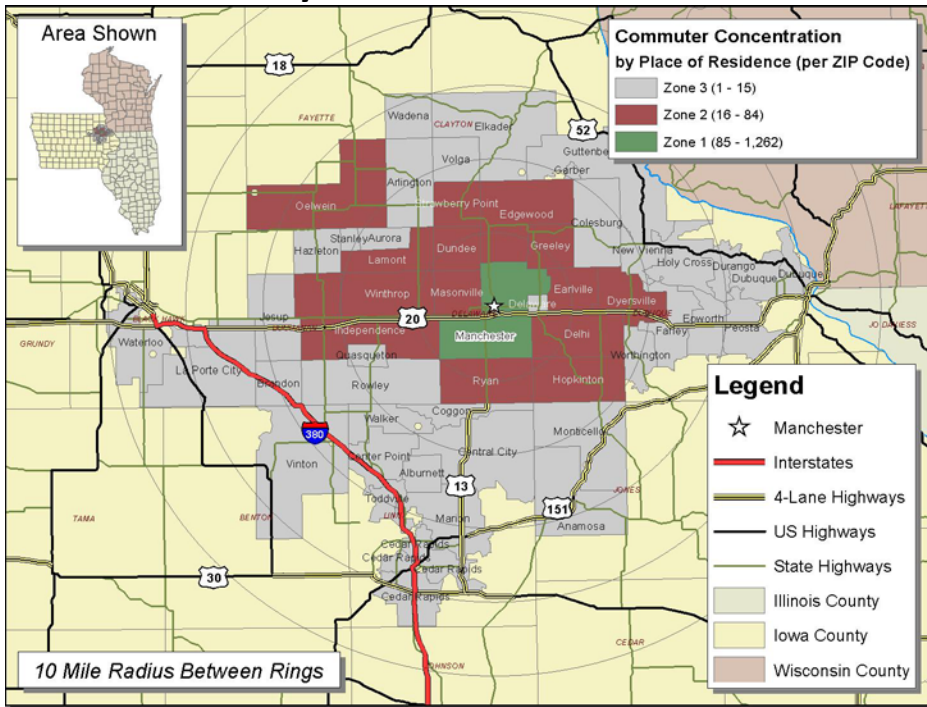 Area Shown
Commuter Concentration
by Place of Residence (per ZIP Code)
Zone 3 (1 - 15)
Zone 2 (16 - 84)
Zone 1 (85 - 1,262)
18
52
FAYETTE
CLAYTON
Wadena
Elkader
Volga
Guttenbe
Garber
Arlington
Oelwein
Strawberry Point
Edgewood
Colesburg
LAFAYET
Stanley
Aurora
Hazleton
Lamont
Dundee
Greeley
New Vienna
Holy Cross
Durango
Dubuque
Dubuque
Winthrop
Masonville
Delaware
Earlville
Dyersville
Jesup
20
Independence
Manchester
Delhi
Farley
Epworth
Peosta
JO DAVIESS
GRUNDY
Waterloo
Quasqueton
Worthington
La Porte City
Brandon
Rowley
Ryan
Hopkinton
380
Walker
Coggon
Monticello
Vinton
Center Point
Central City
Alburnett
13
Toddville
151
JONES
TAMA
BENTON
LINN
Marion
Anamosa
Cedar Rapids
Cedar Rapids
Cedar Rapids
Cedar Rapids
30
CEDAR
OHNSON
10 Mile Radius Between Rings
Legend
Manchester
Interstates
4-Lane Highways
US Highways
State Highways
Illinois County
Iowa County
Wisconsin County